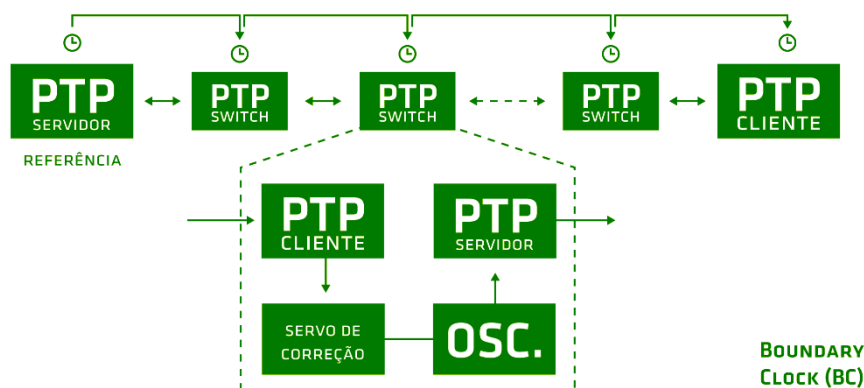 PTP
SERVIDOR
REFERÊNCIA
PTP
SWITCH
PTP
SWITCH
PTP
SWITCH
PTP
CLIENTE
PTP
CLIENTE
PTP
SERVIDOR
SERVO DE
CORREÇÃO
OSC.
BOUNDARY
CLOCK (BC)